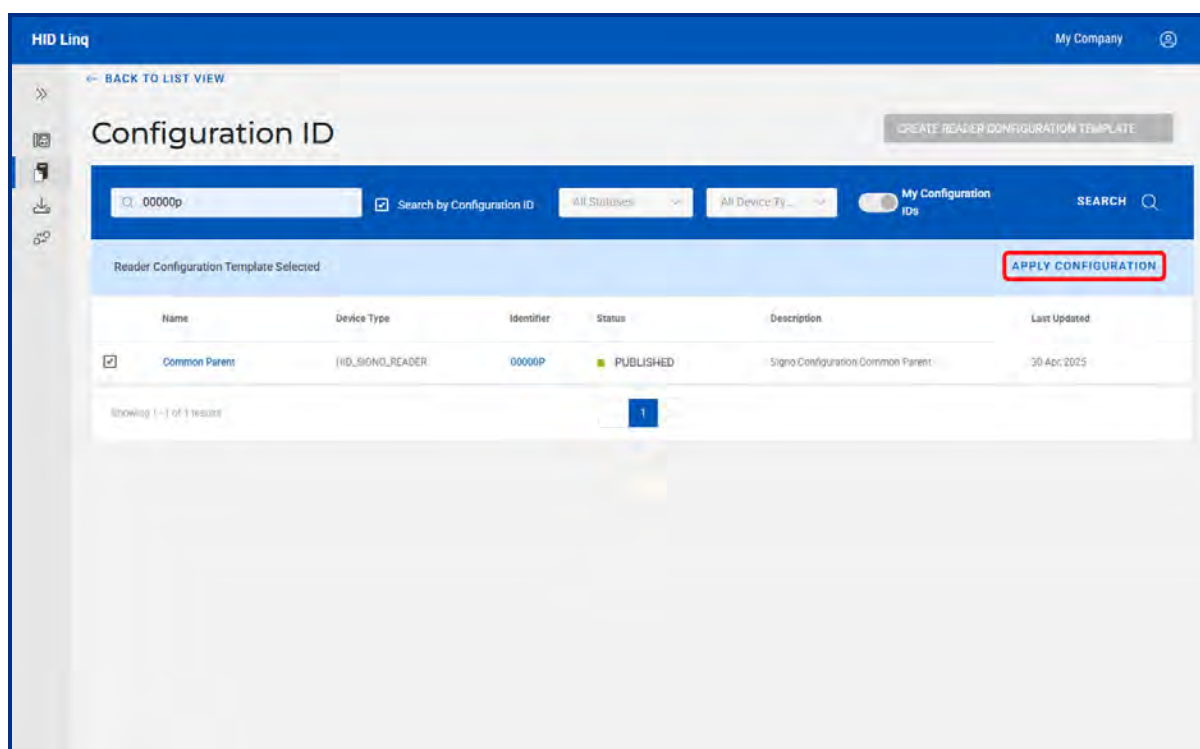 HID Linq
My Company
← BACK TO LIST VIEW
Configuration ID
CREATE READER CONFIGURATION TEMPLATE
00000p
Search by Configuration ID
All Statuses
All Device Ty...
My Configuration
IDs
SEARCH
Reader Configuration Template Selected
APPLY CONFIGURATION
Name Device Type Identifier Status Description Last Updated
Common Parent HID_SIGNO_READER 00000P PUBLISHED Signo Configuration Common Parent 30 Apr, 2025
Showing 1-1 of 1 results
1